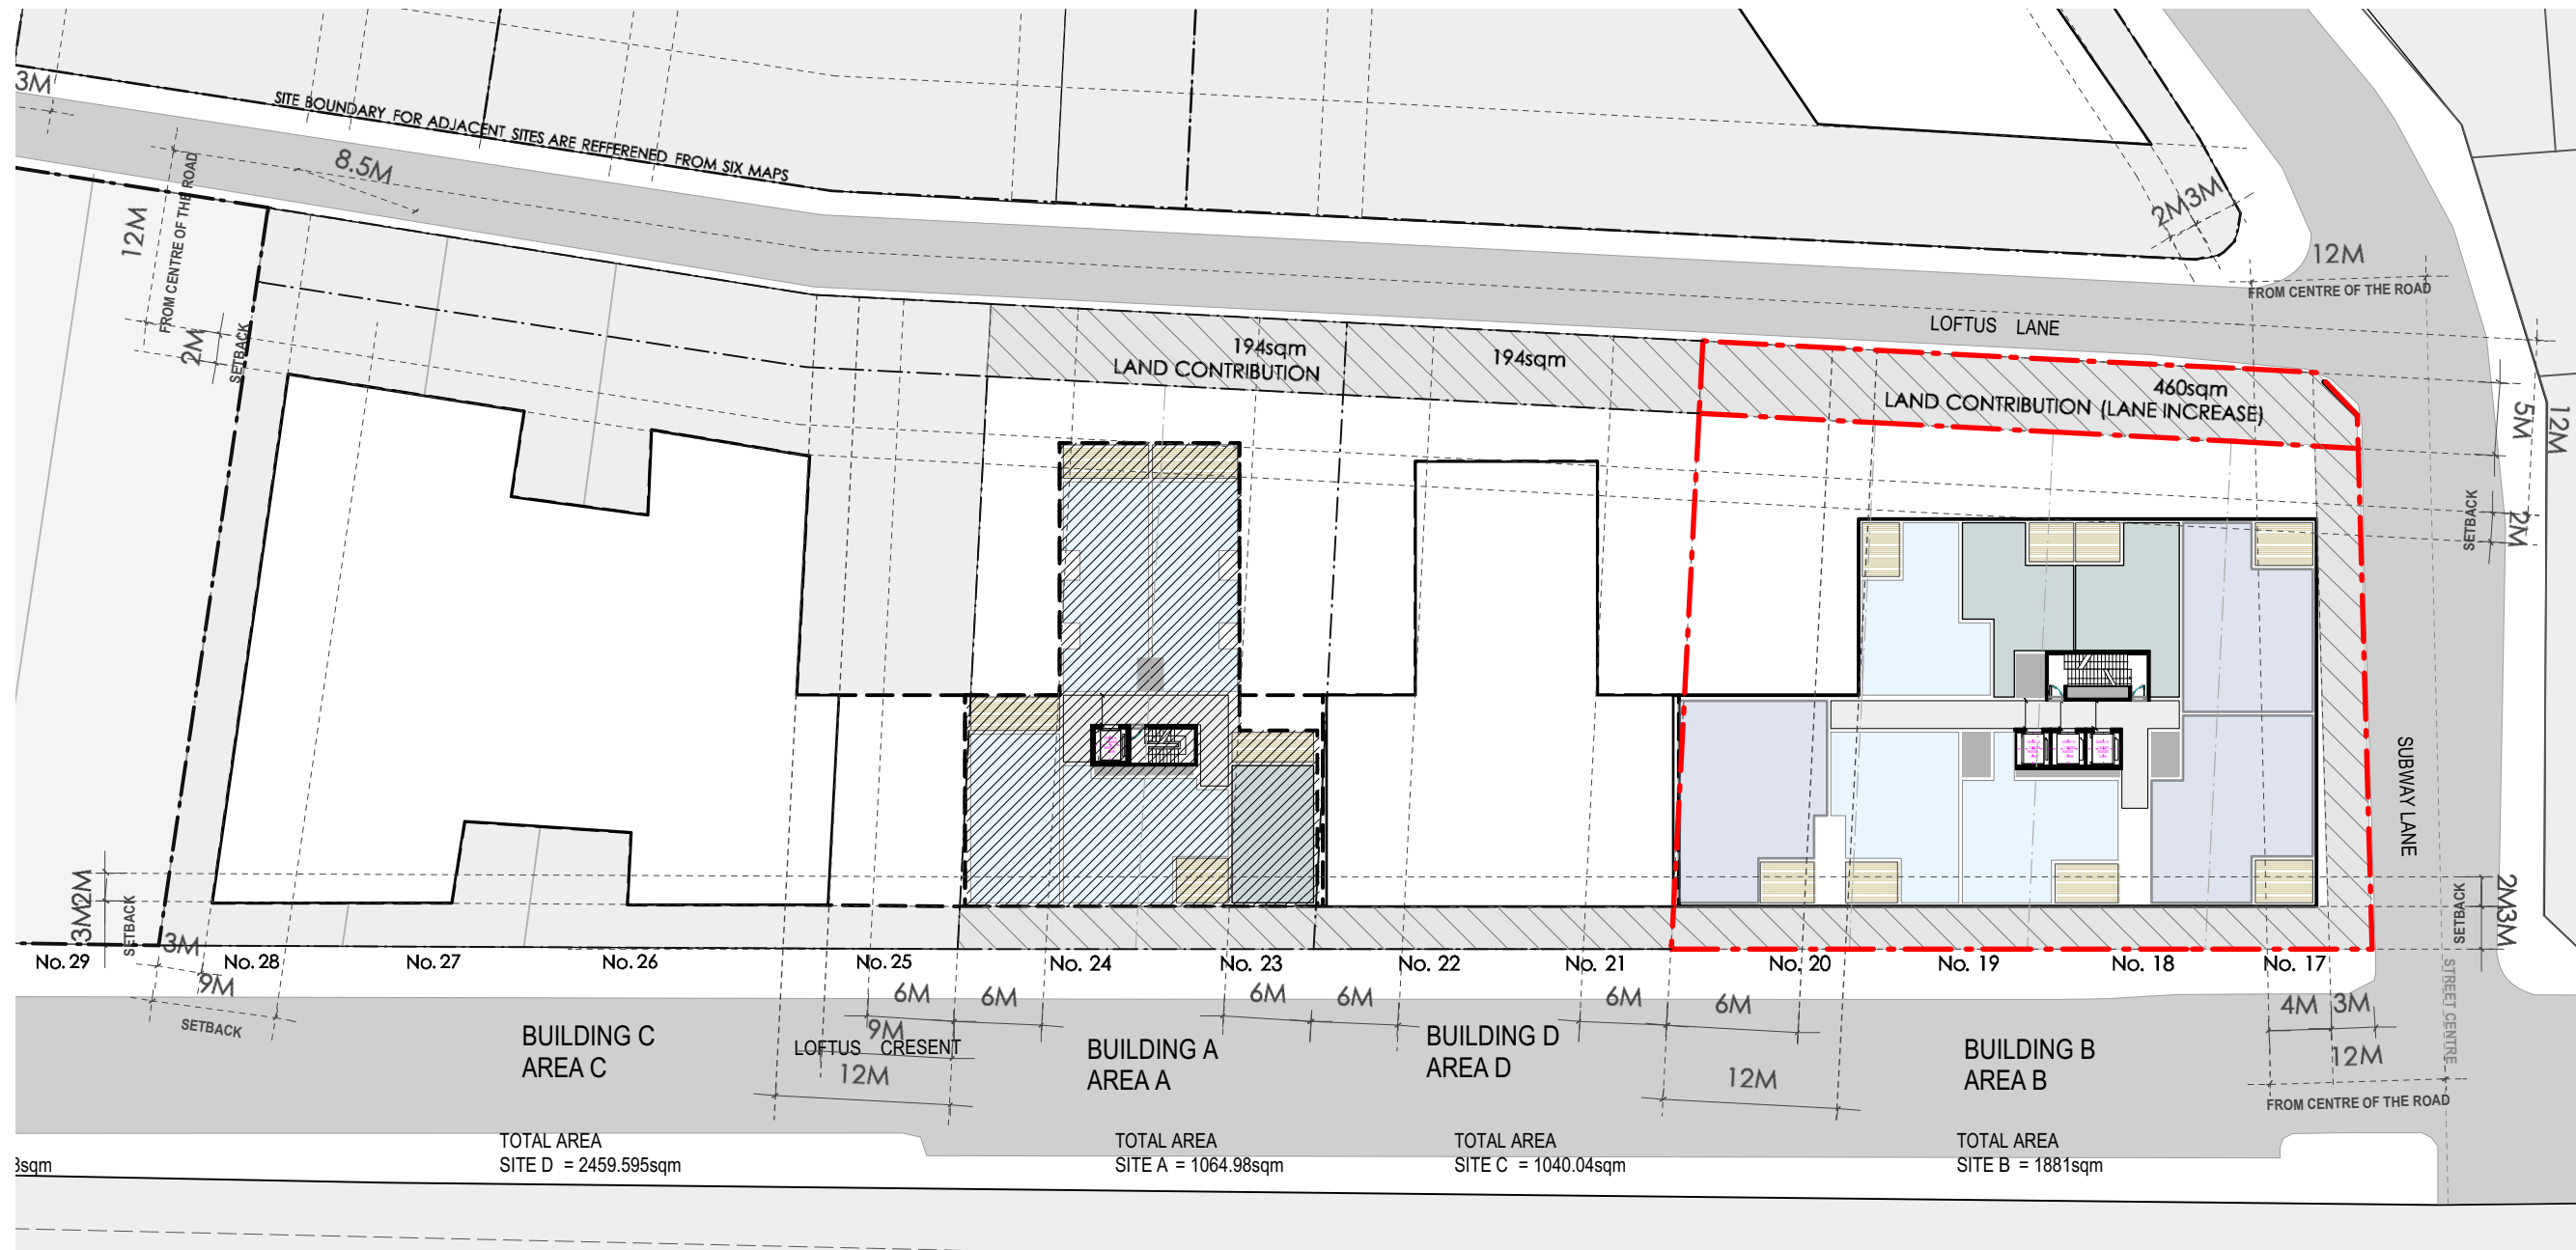 3M
SITE BOUNDARY FOR ADJACENT SITES ARE REFFERENED FROM SIX MAPS
8.5M
12M
FROM CENTRE OF THE ROAD
2M
SETBACK
2M3M
12M
FROM CENTRE OF THE ROAD
LOFTUS LANE
194sqm
LAND CONTRIBUTION
194sqm
460sqm
LAND CONTRIBUTION (LANE INCREASE)
5M
12M
SETBACK
2M
SUBWAY LANE
3M2M
SETBACK
3M
9M
SETBACK
2M3M
SETBACK
No. 29
No. 28
No. 27
No. 26
No. 25
No. 24
No. 23
No. 22
No. 21
No. 20
No. 19
No. 18
No. 17
6M
6M
6M
6M
6M
6M
4M
3M
STREET CENTRE
9M
LOFTUS CRESENT
12M
12M
12M
FROM CENTRE OF THE ROAD
BUILDING C
AREA C
BUILDING A
AREA A
BUILDING D
AREA D
BUILDING B
AREA B
TOTAL AREA
SITE D = 2459.595sqm
TOTAL AREA
SITE A = 1064.98sqm
TOTAL AREA
SITE C = 1040.04sqm
TOTAL AREA
SITE B = 1881sqm